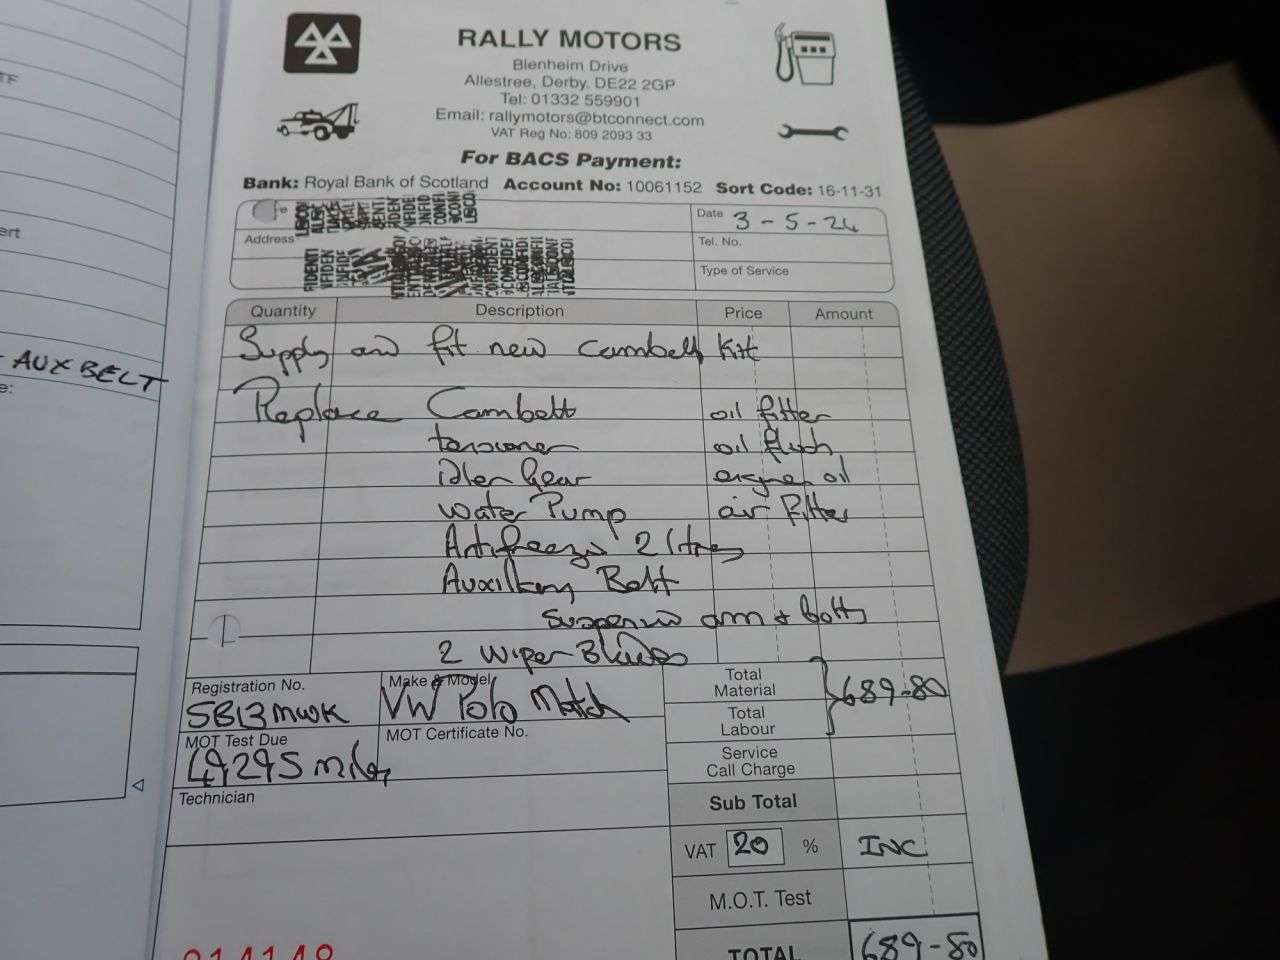 RALLY MOTORS
Blenheim Drive
Allestree, Derby. DE22 2GP
Tel: 01332 559901
Email: rallymotors@btconnect.com
VAT Reg No: 809 2093 33
For BACS Payment:
Bank: Royal Bank of Scotland Account No: 10061152 Sort Code: 16-11-31
Date 3-5-24
Address
Tel. No.
Type of Service
Quantity Description Price Amount
Supply and fit new Cambelt Kit
AUX BELT
Replace Cambelt oil filter
tensioner oil flush
idler Gear engine oil
Water Pump air Filter
Antifreeze 2 litres
Auxiliary Belt
Suspension arm + bolts
2 Wiper Blades
Registration No. SB13 MWK
Make & Model VW Polo Match
Total Material
Total Labour
689-80
MOT Test Due 49295 miles
MOT Certificate No.
Service Call Charge
Technician
Sub Total
VAT 20 % INC
M.O.T. Test
TOTAL 689-80